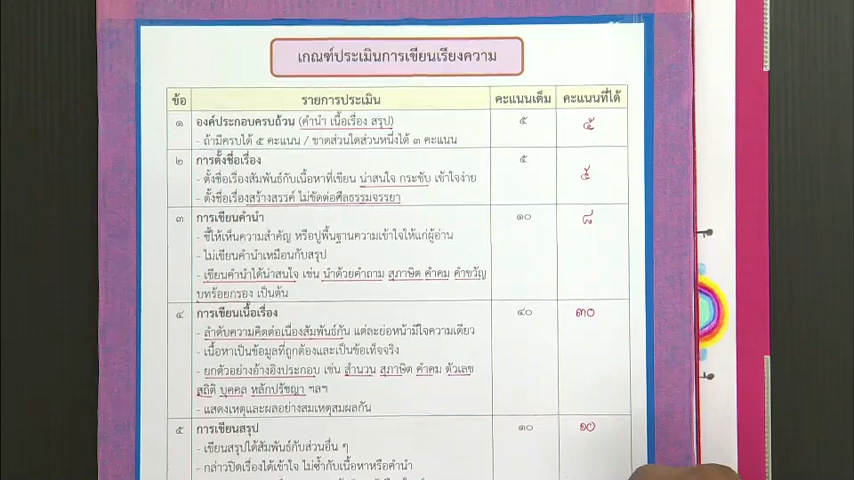 เกณฑ์ประเมินการเขียนเรียงความ
ข้อ รายการประเมิน คะแนนเต็ม คะแนนที่ได้
๑ องค์ประกอบครบถ้วน (คำนำ เนื้อเรื่อง สรุป) ๕ ๕
- ถ้ามีครบได้ ๕ คะแนน / ขาดส่วนใดส่วนหนึ่งได้ ๓ คะแนน
๒ การตั้งชื่อเรื่อง ๕ ๕
- ตั้งชื่อเรื่องสัมพันธ์กับเนื้อหาที่เขียน น่าสนใจ กระชับ เข้าใจง่าย
- ตั้งชื่อเรื่องสร้างสรรค์ ไม่ขัดต่อศีลธรรมจรรยา
๓ การเขียนคำนำ ๑๐ ๘
- ชี้ให้เห็นความสำคัญ หรือปูพื้นฐานความเข้าใจให้แก่ผู้อ่าน
- ไม่เขียนคำนำเหมือนกับสรุป
- เขียนคำนำได้น่าสนใจ เช่น นำด้วยคำถาม สุภาษิต คำคม คำขวัญ
บทร้อยกรอง เป็นต้น
๔ การเขียนเนื้อเรื่อง ๔๐ ๓๐
- ลำดับความคิดต่อเนื่องสัมพันธ์กัน แต่ละย่อหน้ามีใจความเดียว
- เนื้อหาเป็นข้อมูลที่ถูกต้องและเป็นข้อเท็จจริง
- ยกตัวอย่างอ้างอิงประกอบ เช่น สำนวน สุภาษิต คำคม ตัวเลข
สถิติ บุคคล หลักปรัชญา ฯลฯ
- แสดงเหตุและผลอย่างสมเหตุสมผลกัน
๕ การเขียนสรุป ๑๐ ๑๐
- เขียนสรุปได้สัมพันธ์กับส่วนอื่น ๆ
- กล่าวปิดเรื่องได้เข้าใจ ไม่ซ้ำกับเนื้อหาหรือคำนำ